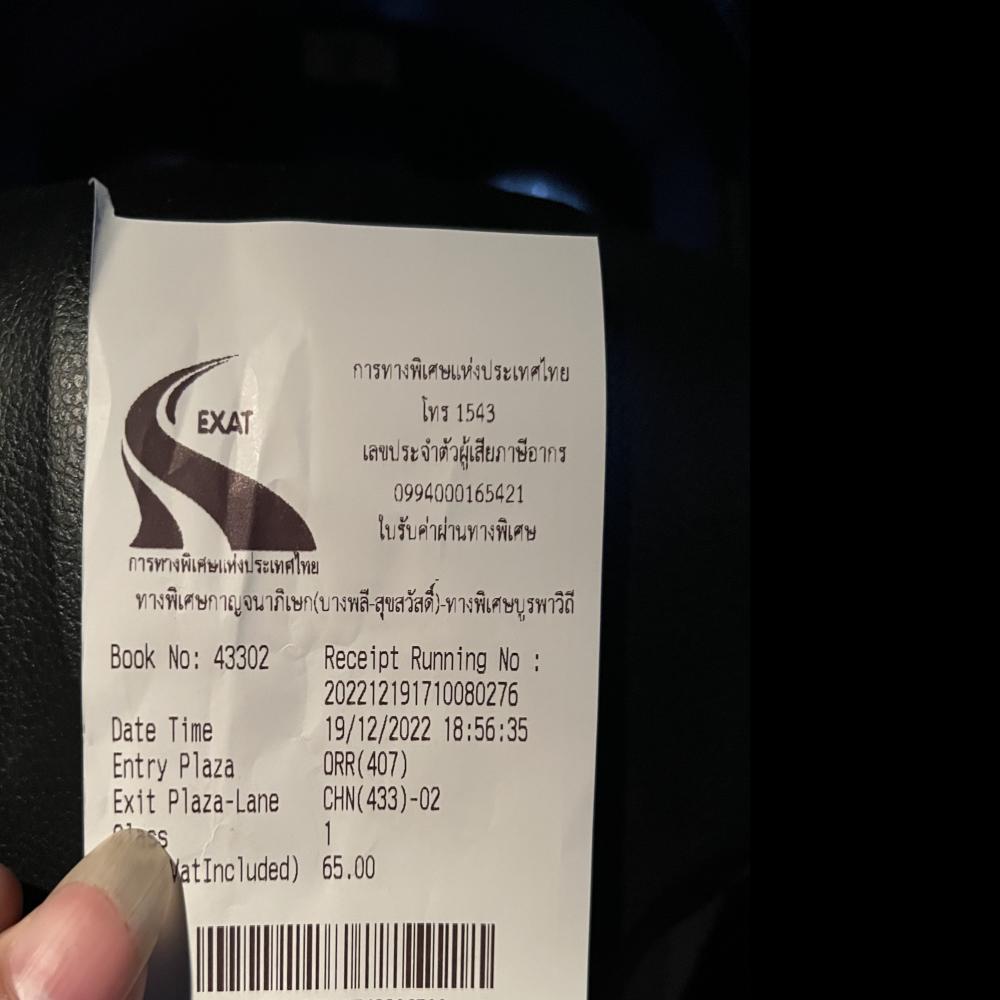 EXAT
การทางพิเศษแห่งประเทศไทย
การทางพิเศษแห่งประเทศไทย
โทร 1543
เลขประจำตัวผู้เสียภาษีอากร
0994000165421
ใบรับค่าผ่านทางพิเศษ
ทางพิเศษกาญจนาภิเษก(บางพลี-สุขสวัสดิ์)-ทางพิเศษบูรพาวิถี
Book No: 43302 Receipt Running No :
202212191710080276
Date Time 19/12/2022 18:56:35
Entry Plaza ORR(407)
Exit Plaza-Lane CHN(433)-02
Class 1
VatIncluded) 65.00